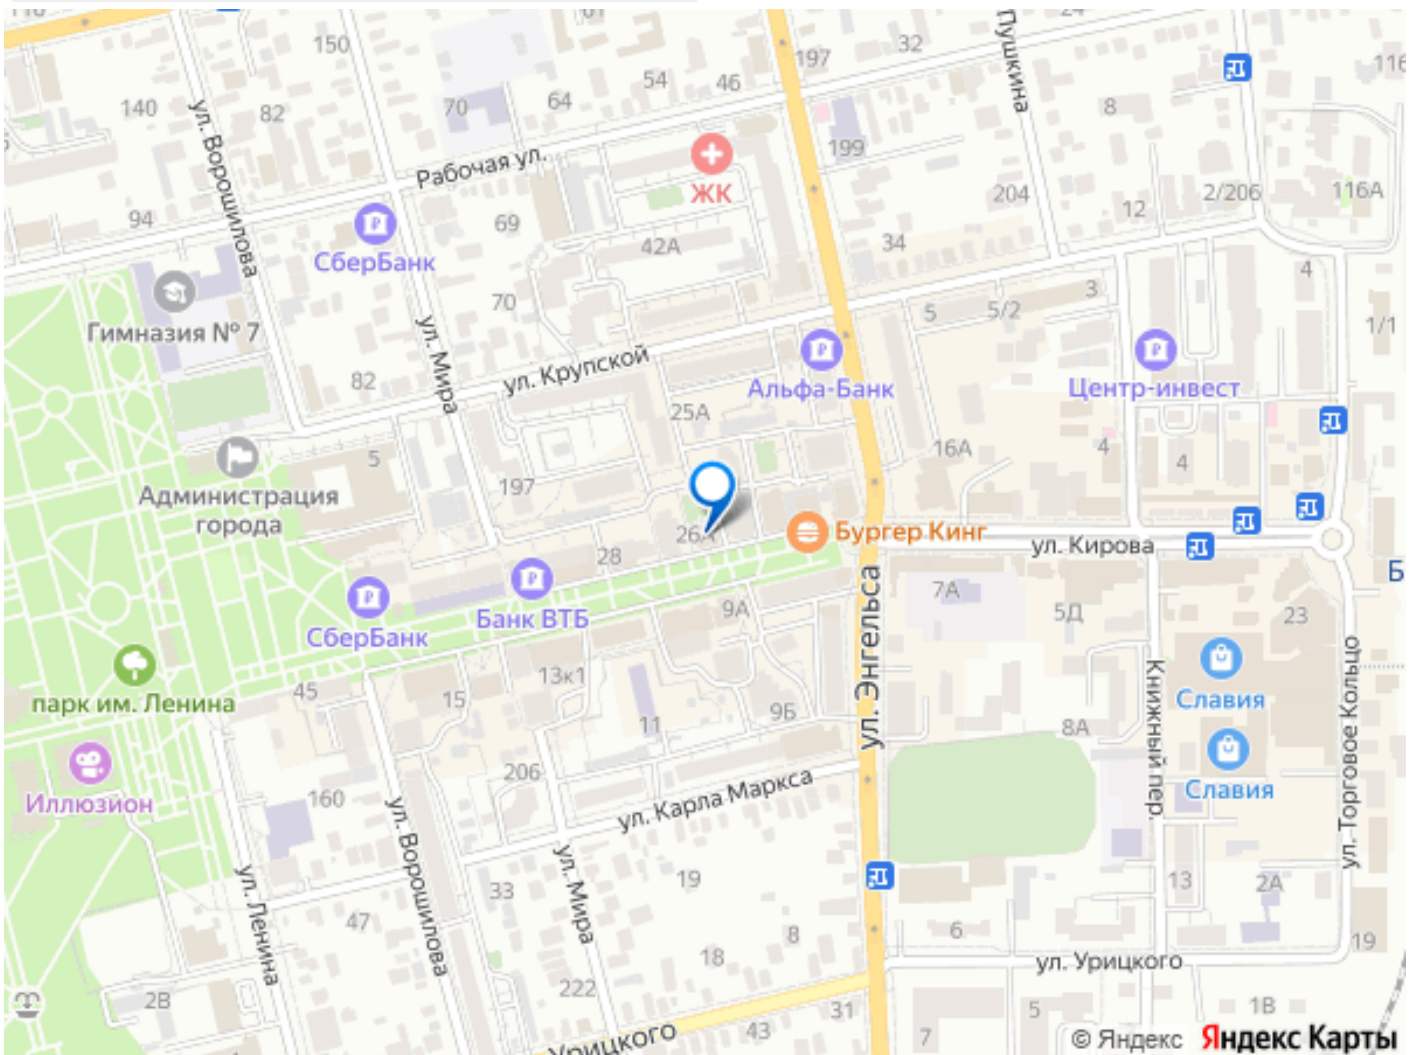 61
24
116
150
197
32
Пушкина
54
46
116
140
82
70
64
8
ул. Ворошилова
199
Рабочая ул.
ЖК
204
2/206
116А
94
69
12
СберБанк
42А
34
4
Гимназия № 7
70
5
5/2
3
1/1
ул. Мира
ул. Крупской
82
Альфа-Банк
Центр-инвест
25А
16А
4
4
5
197
Администрация
города
26А
Бургер Кинг
ул. Кирова
28
Б
СберБанк
Банк ВТБ
9А
ул. Энгельса
7А
5Д
23
парк им. Ленина
45
15
13к1
11
9Б
8А
Книжный пер.
Славия
ул. Торговое Кольцо
Иллюзион
160
206
ул. Карла Маркса
Славия
ул. Ленина
ул. Ворошилова
33
ул. Мира
19
13
2А
47
18
8
6
ул. Урицкого
19
2В
222
Урицкого
43
31
7
5
1В
© Яндекс Яндекс Карты